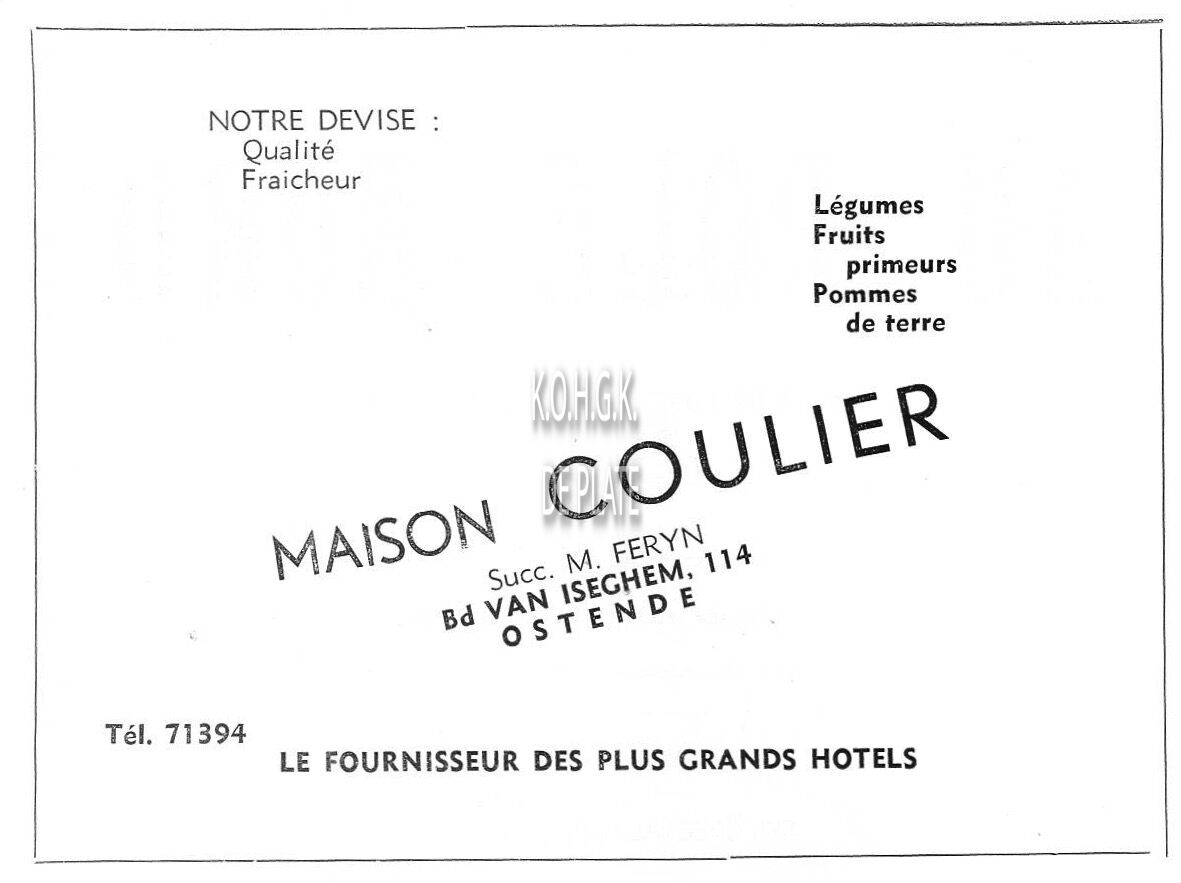 NOTRE DEVISE :
Qualité
Fraicheur
Légumes
Fruits
primeurs
Pommes
de terre
K.O.H.G.K.
DE PLATE
MAISON COULIER
Succ. M. FERYN
Bd VAN ISEGHEM, 114
OSTENDE
Tél. 71394
LE FOURNISSEUR DES PLUS GRANDS HOTELS